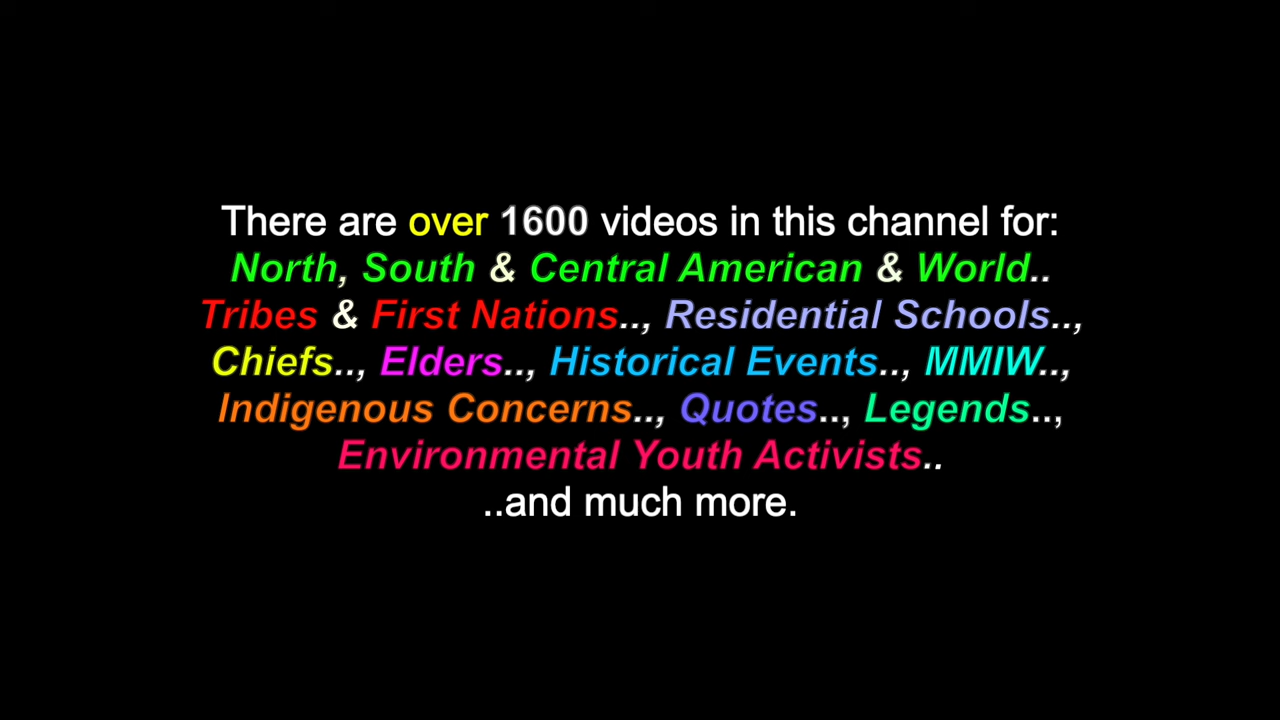 There are over 1600 videos in this channel for:
North, South & Central American & World..
Tribes & First Nations.., Residential Schools..,
Chiefs.., Elders.., Historical Events.., MMIW..,
Indigenous Concerns.., Quotes.., Legends..,
Environmental Youth Activists..
..and much more.